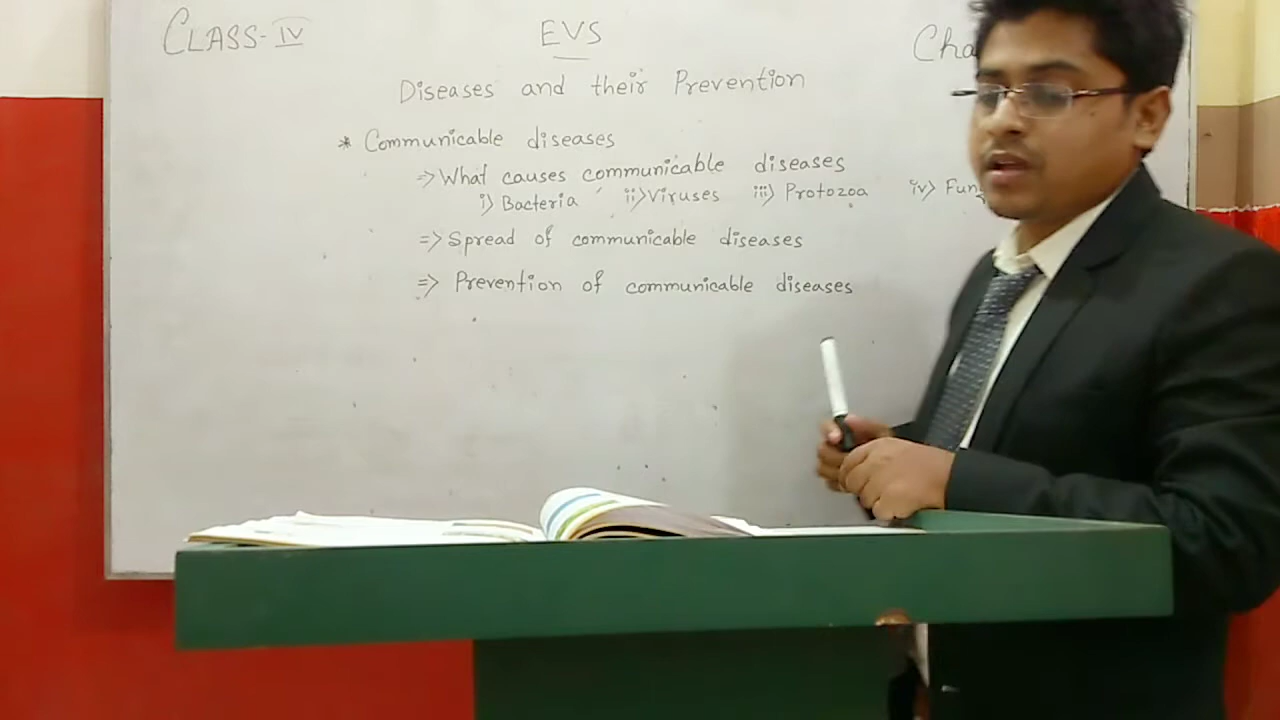 CLASS-IV EVS
Diseases and their Prevention
* Communicable diseases
=> What causes communicable diseases
i) Bacteria ii) Viruses iii) Protozoa iv)
=> Spread of communicable diseases
=> Prevention of communicable diseases